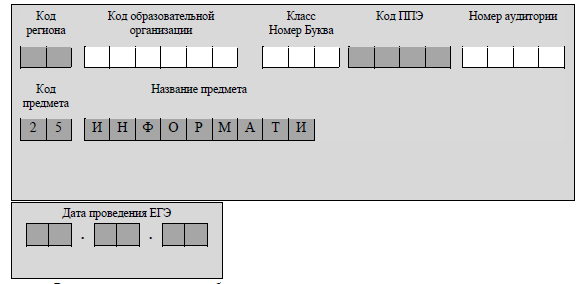 Код региона Код образовательной организации Класс Номер Буква Код ППЭ Номер аудитории
Код предмета Название предмета
2 5 И Н Ф О Р М А Т И
Дата проведения ЕГЭ
. .